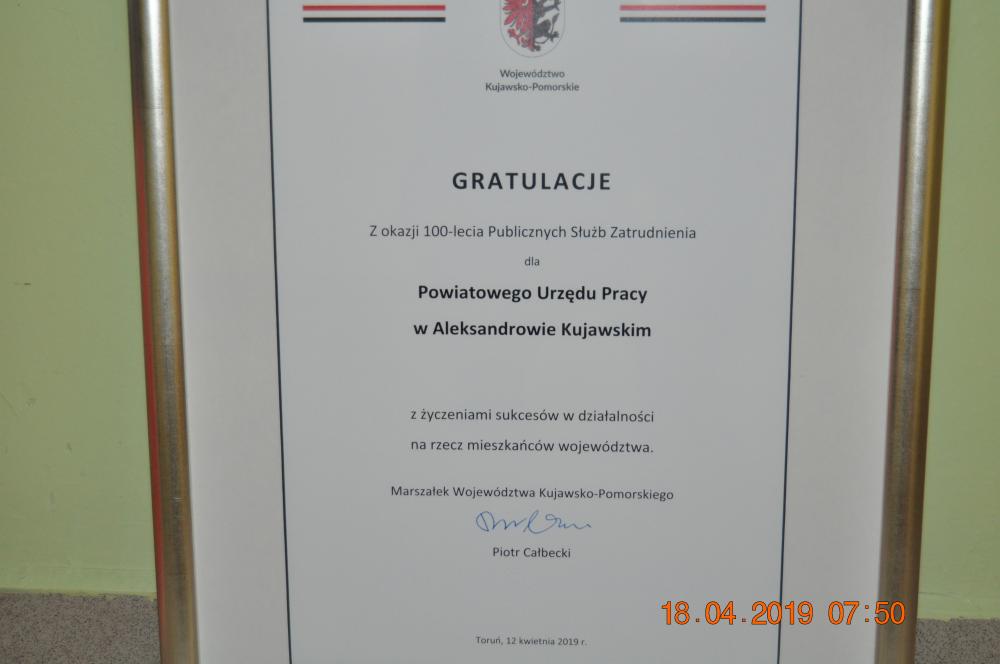 Województwo
Kujawsko-Pomorskie
GRATULACJE
Z okazji 100-lecia Publicznych Służb Zatrudnienia
dla
Powiatowego Urzędu Pracy
w Aleksandrowie Kujawskim
z życzeniami sukcesów w działalności
na rzecz mieszkańców województwa.
Marszałek Województwa Kujawsko-Pomorskiego
Piotr Całbecki
Toruń, 12 kwietnia 2019 r.
18.04.2019 07:50